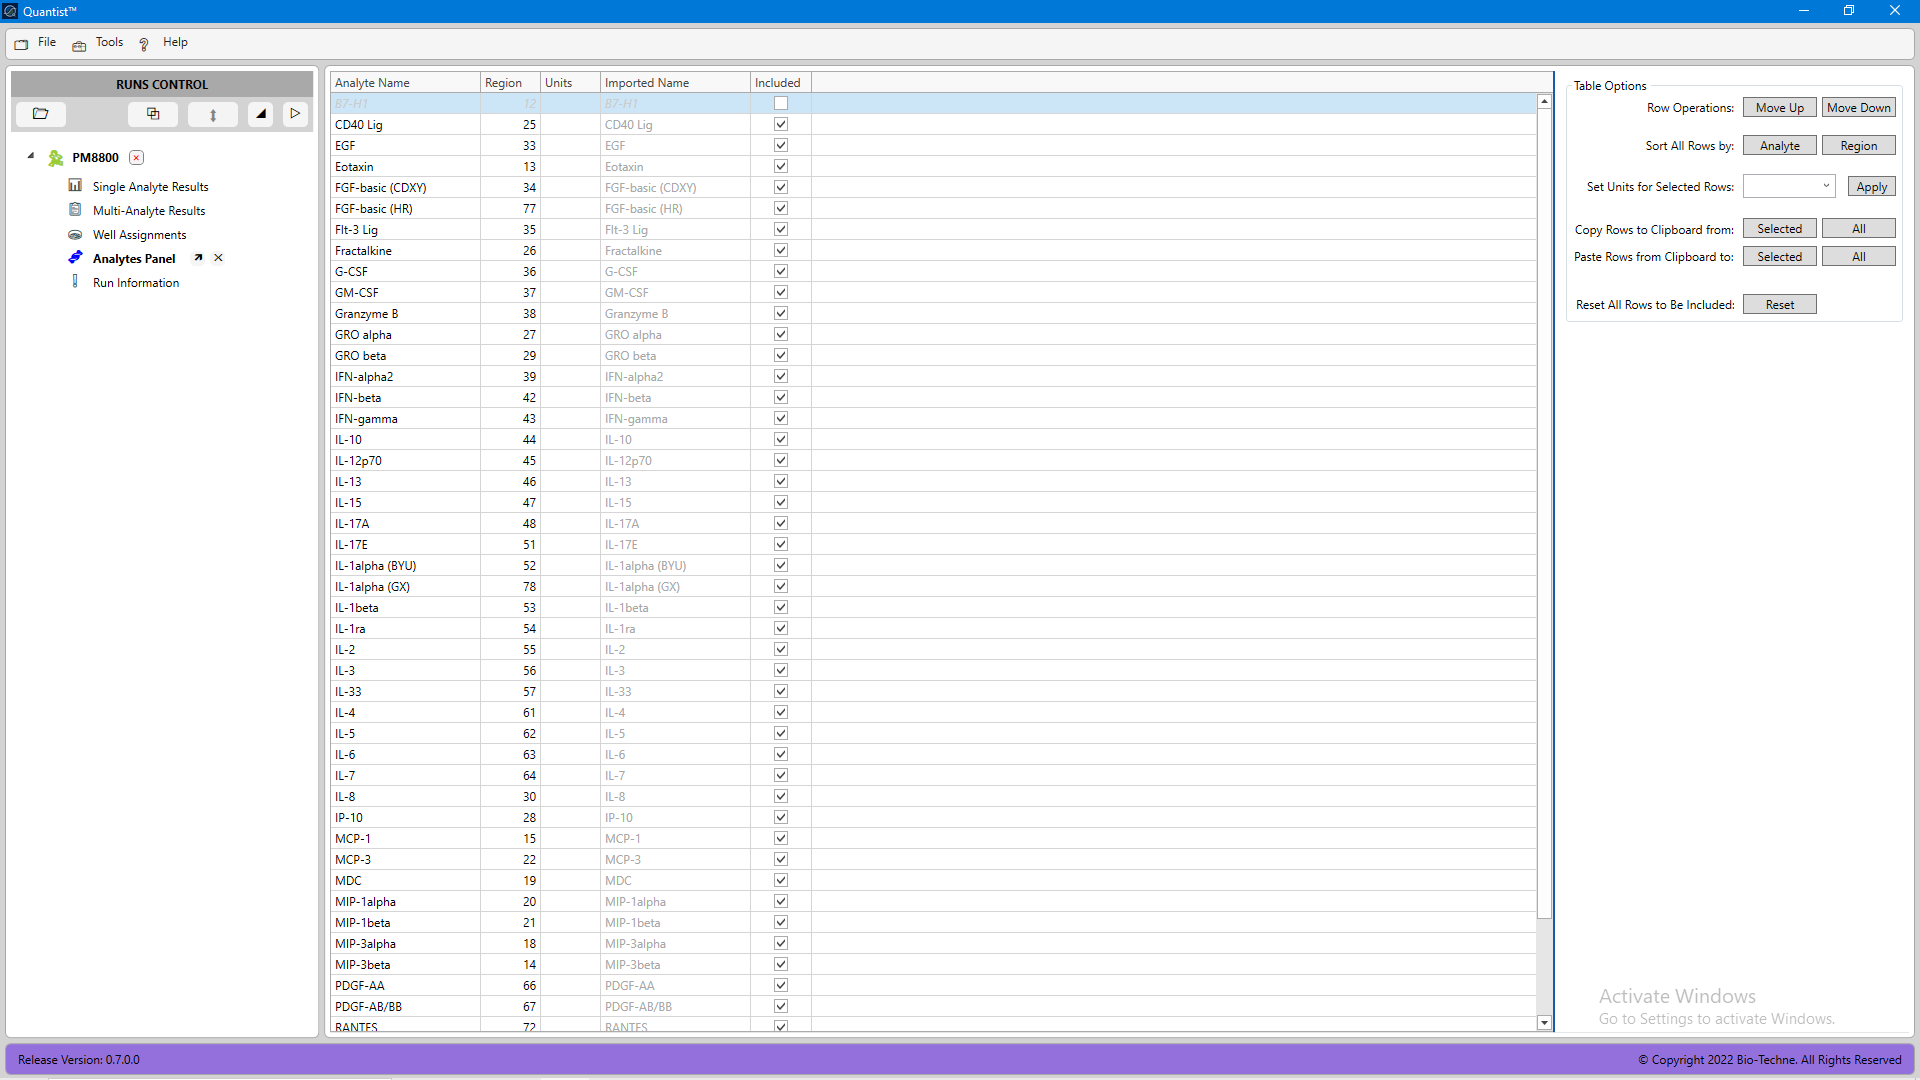 Quantist™
File Tools Help
RUNS CONTROL
PM8800
Single Analyte Results
Multi-Analyte Results
Well Assignments
Analytes Panel
Run Information
Analyte Name Region Units Imported Name Included
B7-H1 12 B7-H1
CD40 Lig 25 CD40 Lig
EGF 33 EGF
Eotaxin 13 Eotaxin
FGF-basic (CDXY) 34 FGF-basic (CDXY)
FGF-basic (HR) 77 FGF-basic (HR)
Flt-3 Lig 35 Flt-3 Lig
Fractalkine 26 Fractalkine
G-CSF 36 G-CSF
GM-CSF 37 GM-CSF
Granzyme B 38 Granzyme B
GRO alpha 27 GRO alpha
GRO beta 29 GRO beta
IFN-alpha2 39 IFN-alpha2
IFN-beta 42 IFN-beta
IFN-gamma 43 IFN-gamma
IL-10 44 IL-10
IL-12p70 45 IL-12p70
IL-13 46 IL-13
IL-15 47 IL-15
IL-17A 48 IL-17A
IL-17E 51 IL-17E
IL-1alpha (BYU) 52 IL-1alpha (BYU)
IL-1alpha (GX) 78 IL-1alpha (GX)
IL-1beta 53 IL-1beta
IL-1ra 54 IL-1ra
IL-2 55 IL-2
IL-3 56 IL-3
IL-33 57 IL-33
IL-4 61 IL-4
IL-5 62 IL-5
IL-6 63 IL-6
IL-7 64 IL-7
IL-8 30 IL-8
IP-10 28 IP-10
MCP-1 15 MCP-1
MCP-3 22 MCP-3
MDC 19 MDC
MIP-1alpha 20 MIP-1alpha
MIP-1beta 21 MIP-1beta
MIP-3alpha 18 MIP-3alpha
MIP-3beta 14 MIP-3beta
PDGF-AA 66 PDGF-AA
PDGF-AB/BB 67 PDGF-AB/BB
RANTES 72 RANTES
Table Options
Row Operations: Move Up Move Down
Sort All Rows by: Analyte Region
Set Units for Selected Rows: Apply
Copy Rows to Clipboard from: Selected All
Paste Rows from Clipboard to: Selected All
Reset All Rows to Be Included: Reset
Activate Windows
Go to Settings to activate Windows.
Release Version: 0.7.0.0
© Copyright 2022 Bio-Techne. All Rights Reserved